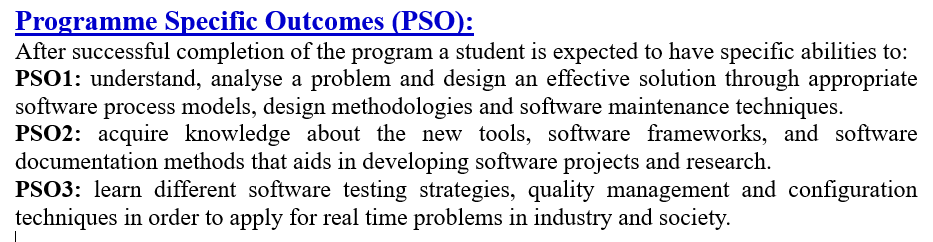 Programme Specific Outcomes (PSO):
After successful completion of the program a student is expected to have specific abilities to:
PSO1: understand, analyse a problem and design an effective solution through appropriate
software process models, design methodologies and software maintenance techniques.
PSO2: acquire knowledge about the new tools, software frameworks, and software
documentation methods that aids in developing software projects and research.
PSO3: learn different software testing strategies, quality management and configuration
techniques in order to apply for real time problems in industry and society.